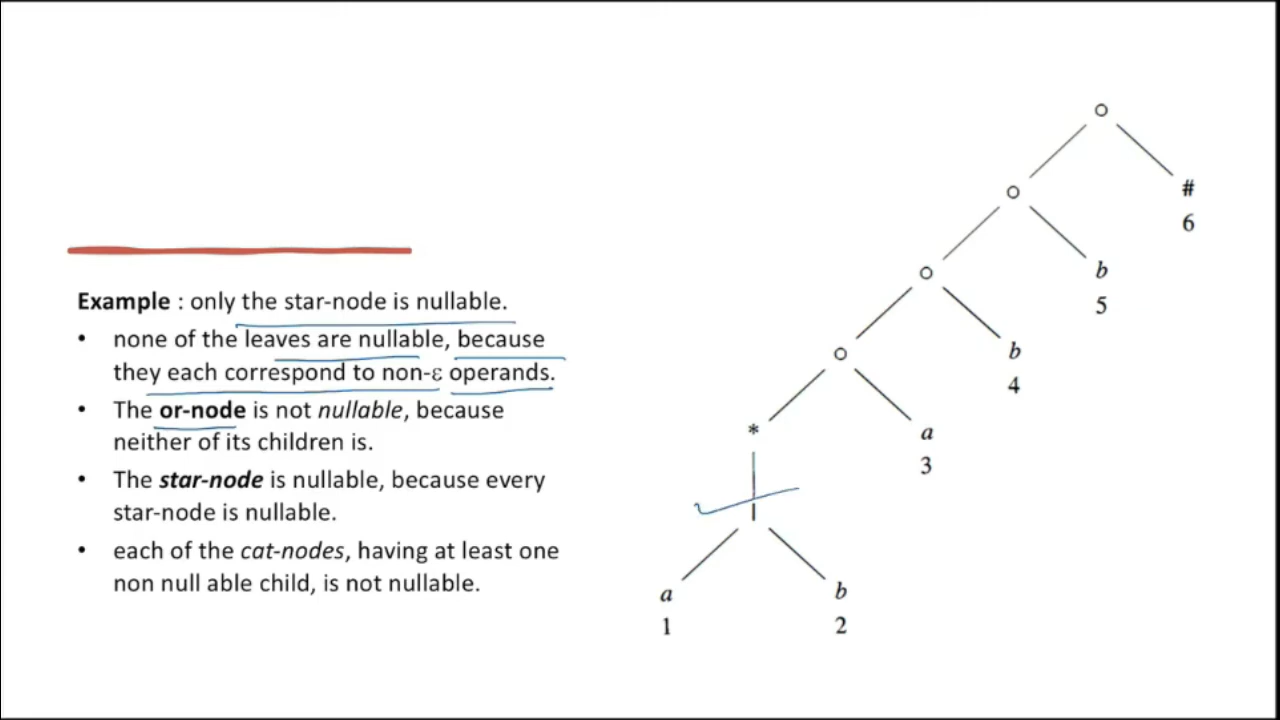 Example : only the star-node is nullable.
• none of the leaves are nullable, because
they each correspond to non-ε operands.
• The or-node is not nullable, because
neither of its children is.
• The star-node is nullable, because every
star-node is nullable.
• each of the cat-nodes, having at least one
non null able child, is not nullable.
#
6
b
5
b
4
*
a
3
|
a b
1 2